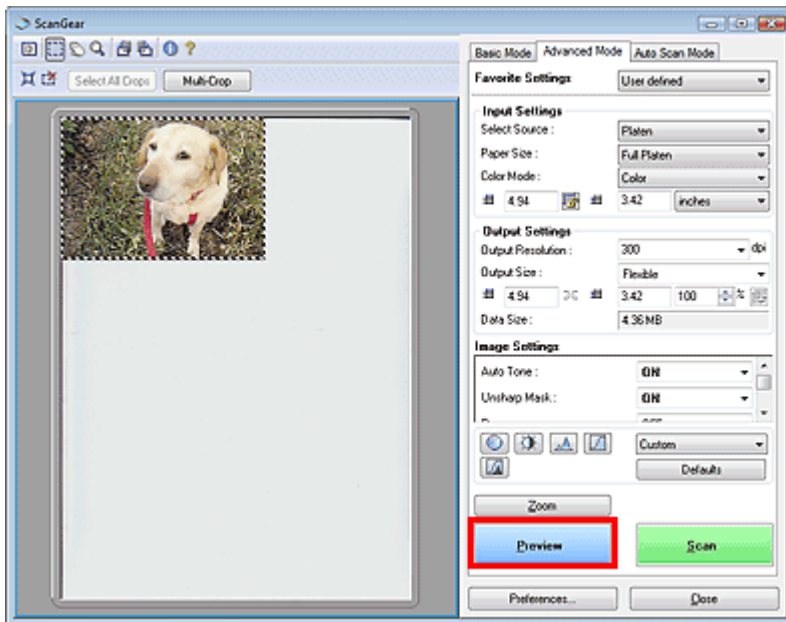 ScanGear
Select All Crops Multi-Crop
Basic Mode Advanced Mode Auto Scan Mode
Favorite Settings User defined
Input Settings
Select Source : Platen
Paper Size : Full Platen
Color Mode : Color
4.94 3.42 inches
Output Settings
Output Resolution : 300 dpi
Output Size : Flexible
4.94 3.42 100 %
Data Size : 4.36 MB
Image Settings
Auto Tone : ON
Unsharp Mask : ON
Custom
Defaults
Zoom
Preview Scan
Preferences... Close